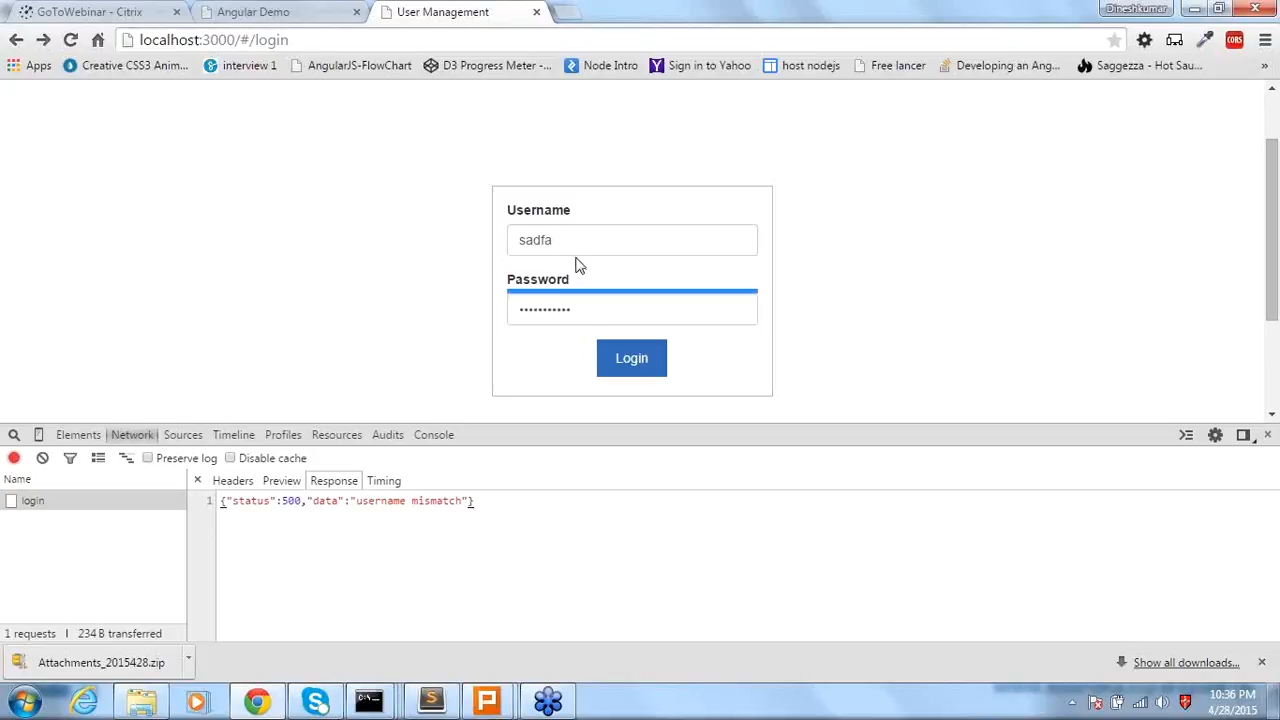 GoToWebinar - Citrix
Angular Demo
User Management
Dineshkumar
localhost:3000/#/login
CORS
Apps
Creative CSS3 Anim...
interview 1
AngularJS-FlowChart
D3 Progress Meter -...
Node Intro
Sign in to Yahoo
host nodejs
Free lancer
Developing an Ang...
Saggezza - Hot Sau...
»
Username
sadfa
Password
•••••••••••
Login
Elements Network Sources Timeline Profiles Resources Audits Console
Preserve log Disable cache
Name
Headers Preview Response Timing
login
1 {"status":500,"data":"username mismatch"}
1 requests | 234 B transferred
Attachments_2015428.zip
Show all downloads...
10:36 PM
4/28/2015